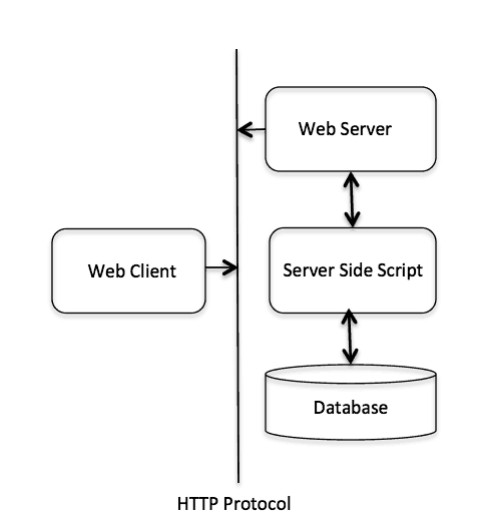 Web Server
Web Client
Server Side Script
Database
HTTP Protocol